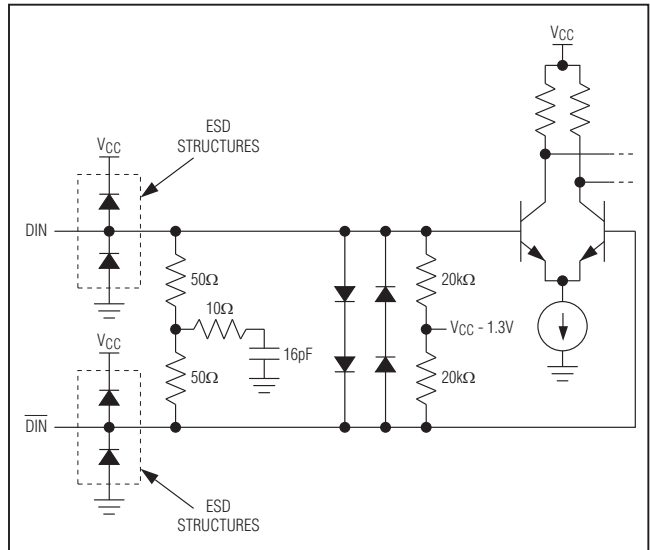 VCC
ESD
STRUCTURES
VCC
DIN
50Ω
20kΩ
10Ω
VCC - 1.3V
16pF
VCC
50Ω
20kΩ
DIN
ESD
STRUCTURES